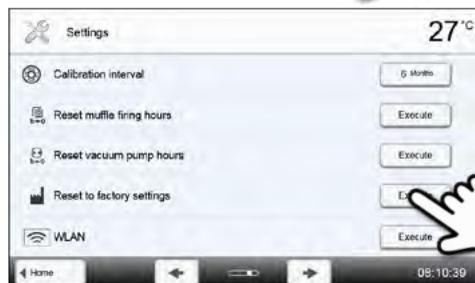 Settings
27 °C
Calibration interval
6 Months
Reset muffle firing hours
Execute
Reset vacuum pump hours
Execute
Reset to factory settings
WLAN
Execute
Home
09:10:39